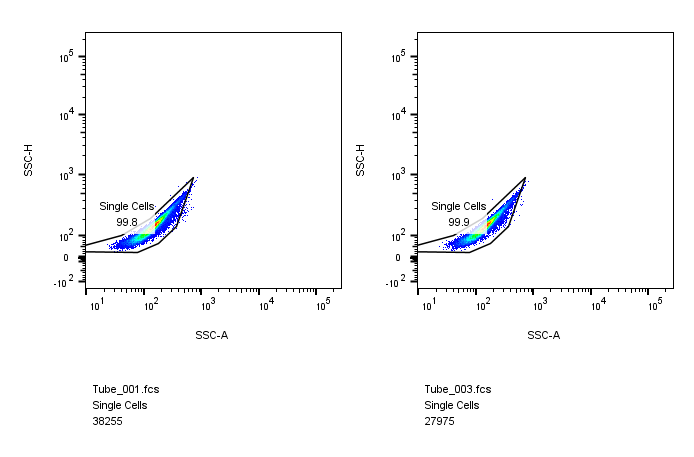 10^5
10^4
10^3
10^2
0
-10^2
SSC-H
Single Cells
99.8
10^1
10^2
10^3
10^4
10^5
SSC-A
Tube_001.fcs
Single Cells
38255
10^5
10^4
10^3
10^2
0
-10^2
SSC-H
Single Cells
99.9
10^1
10^2
10^3
10^4
10^5
SSC-A
Tube_003.fcs
Single Cells
27975